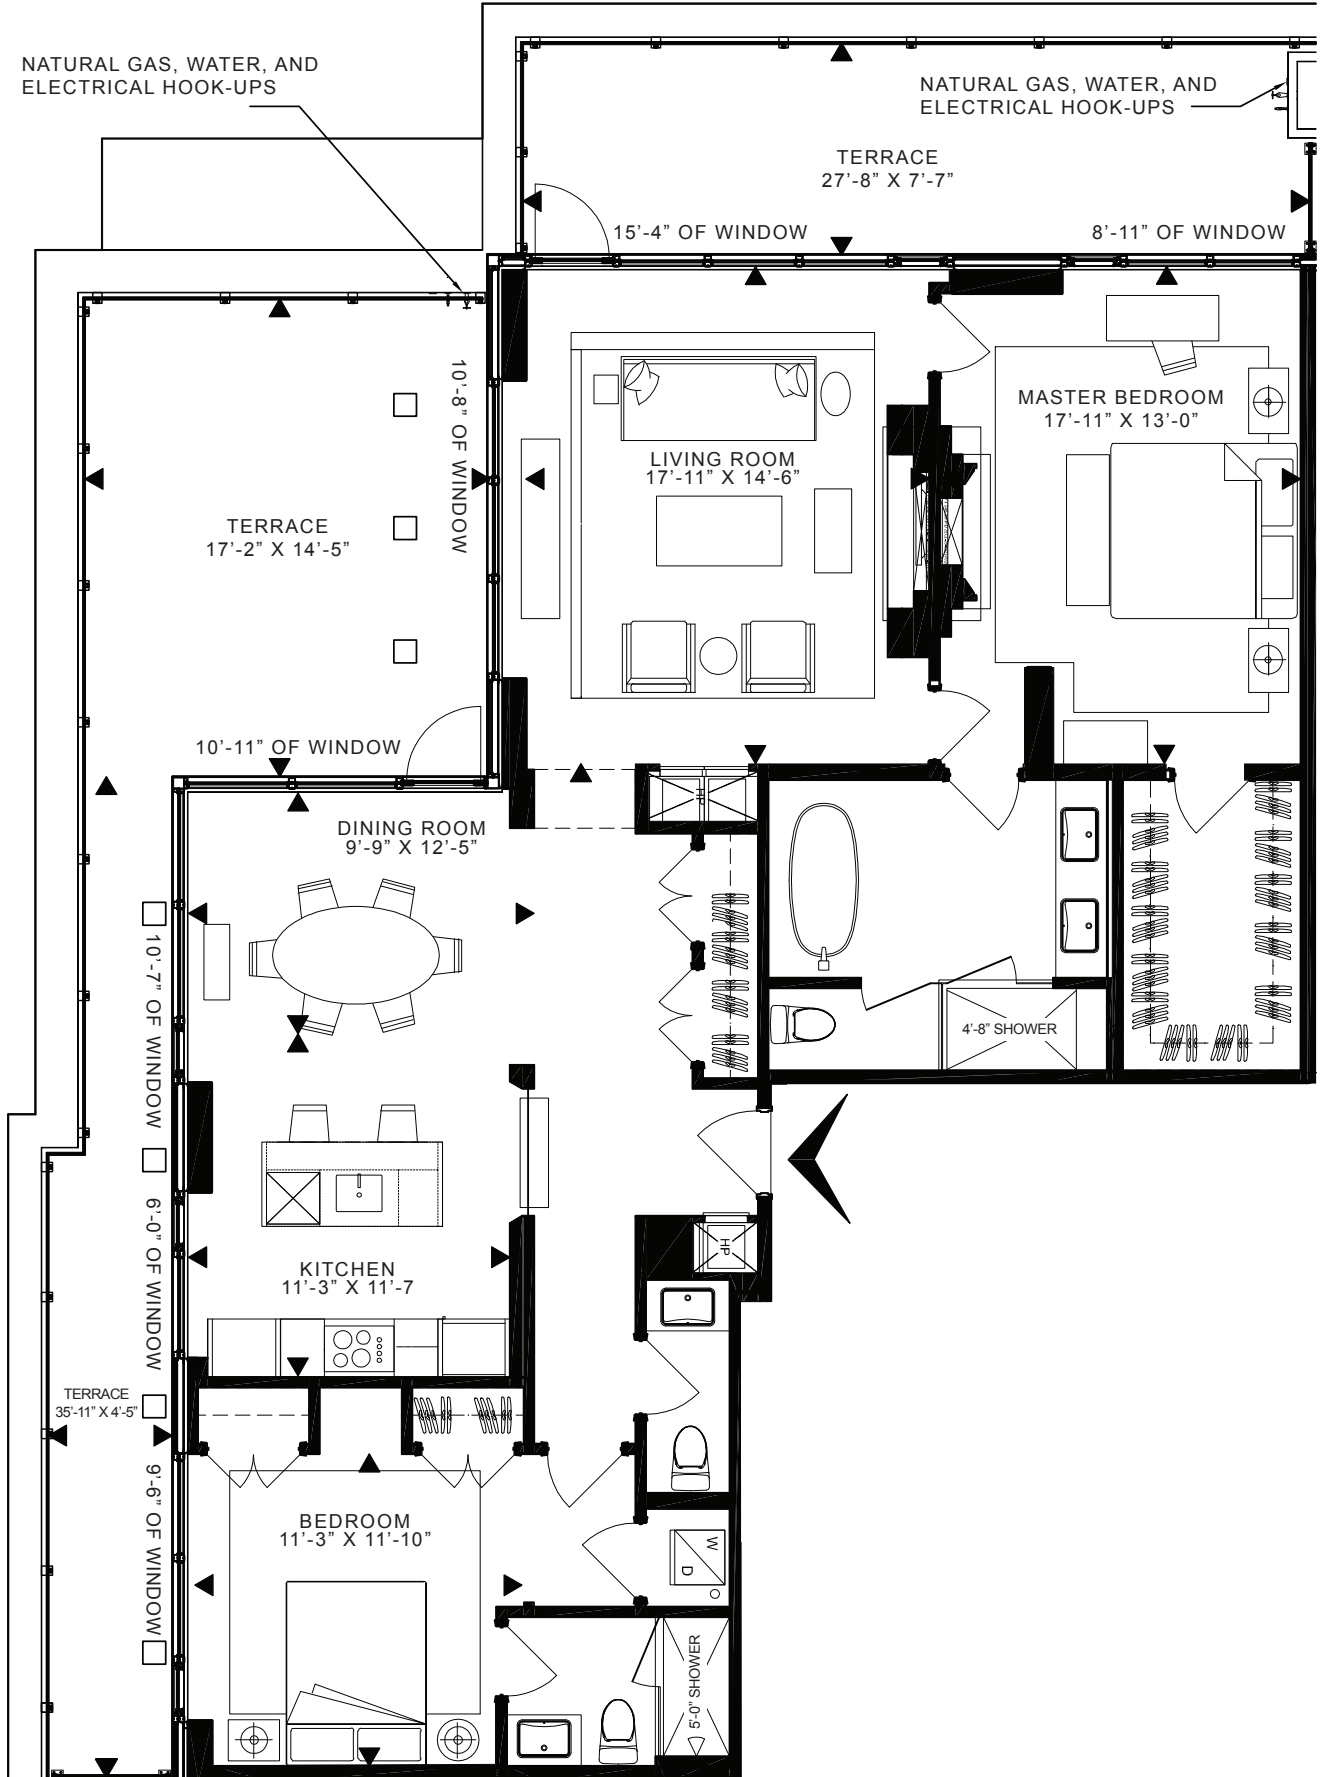 NATURAL GAS, WATER, AND
ELECTRICAL HOOK-UPS
NATURAL GAS, WATER, AND
ELECTRICAL HOOK-UPS
TERRACE
27’-8” X 7’-7”
15’-4” OF WINDOW
8’-11” OF WINDOW
10’-8” OF WINDOW
MASTER BEDROOM
17’-11” X 13’-0”
LIVING ROOM
17’-11” X 14’-6”
TERRACE
17’-2” X 14’-5”
10’-11” OF WINDOW
HP
DINING ROOM
9’-9” X 12’-5”
10’-7” OF WINDOW
4’-8” SHOWER
6’-0” OF WINDOW
HP
KITCHEN
11’-3” X 11’-7
TERRACE
35’-11” X 4’-5”
9’-6” OF WINDOW
BEDROOM
11’-3” X 11’-10”
W
D
5’-0” SHOWER